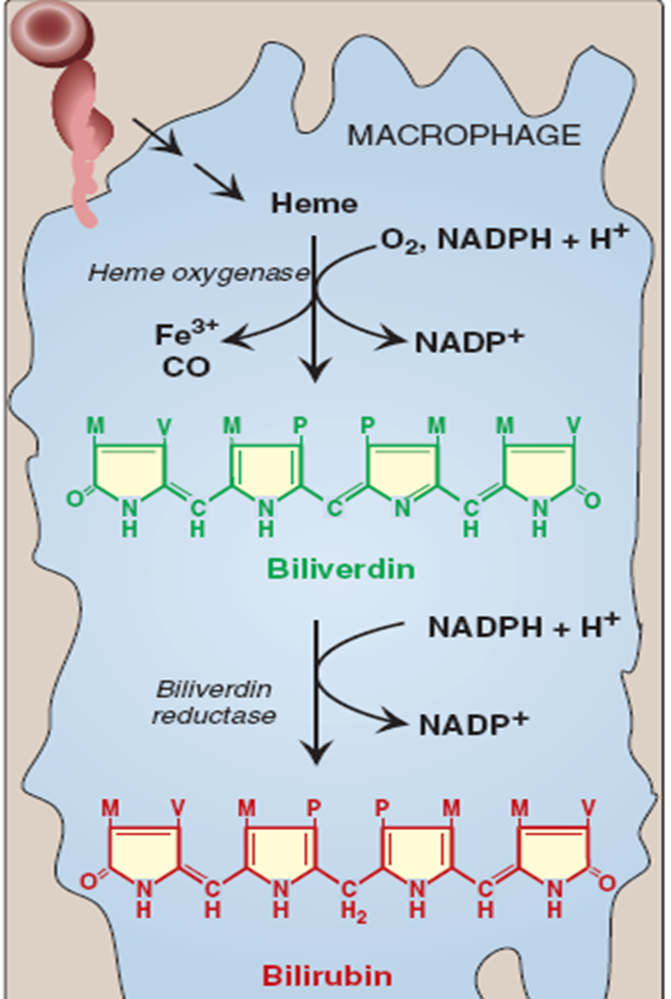 MACROPHAGE
Heme
O₂, NADPH + H⁺
Heme oxygenase
Fe³⁺
CO
NADP⁺
M V M P P M M V
O N C N C N C N O
H H H H H
Biliverdin
NADPH + H⁺
Biliverdin
reductase
NADP⁺
M V M P P M M V
O N C N C N C N O
H H H H₂ H H H
Bilirubin